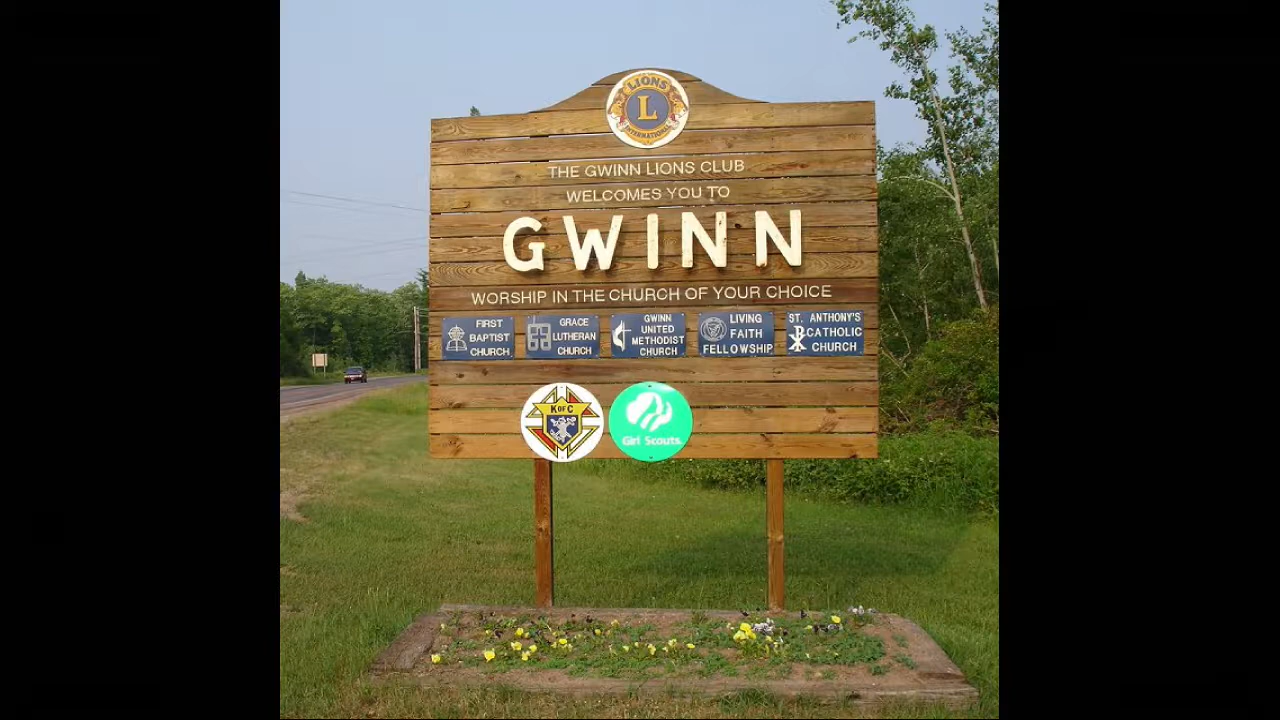 LIONS
L
INTERNATIONAL
THE GWINN LIONS CLUB
WELCOMES YOU TO
GWINN
WORSHIP IN THE CHURCH OF YOUR CHOICE
FIRST
BAPTIST
CHURCH
GRACE
LUTHERAN
CHURCH
GWINN
UNITED
METHODIST
CHURCH
LIVING
FAITH
FELLOWSHIP
ST. ANTHONY'S
CATHOLIC
CHURCH
K OF C
Girl Scouts